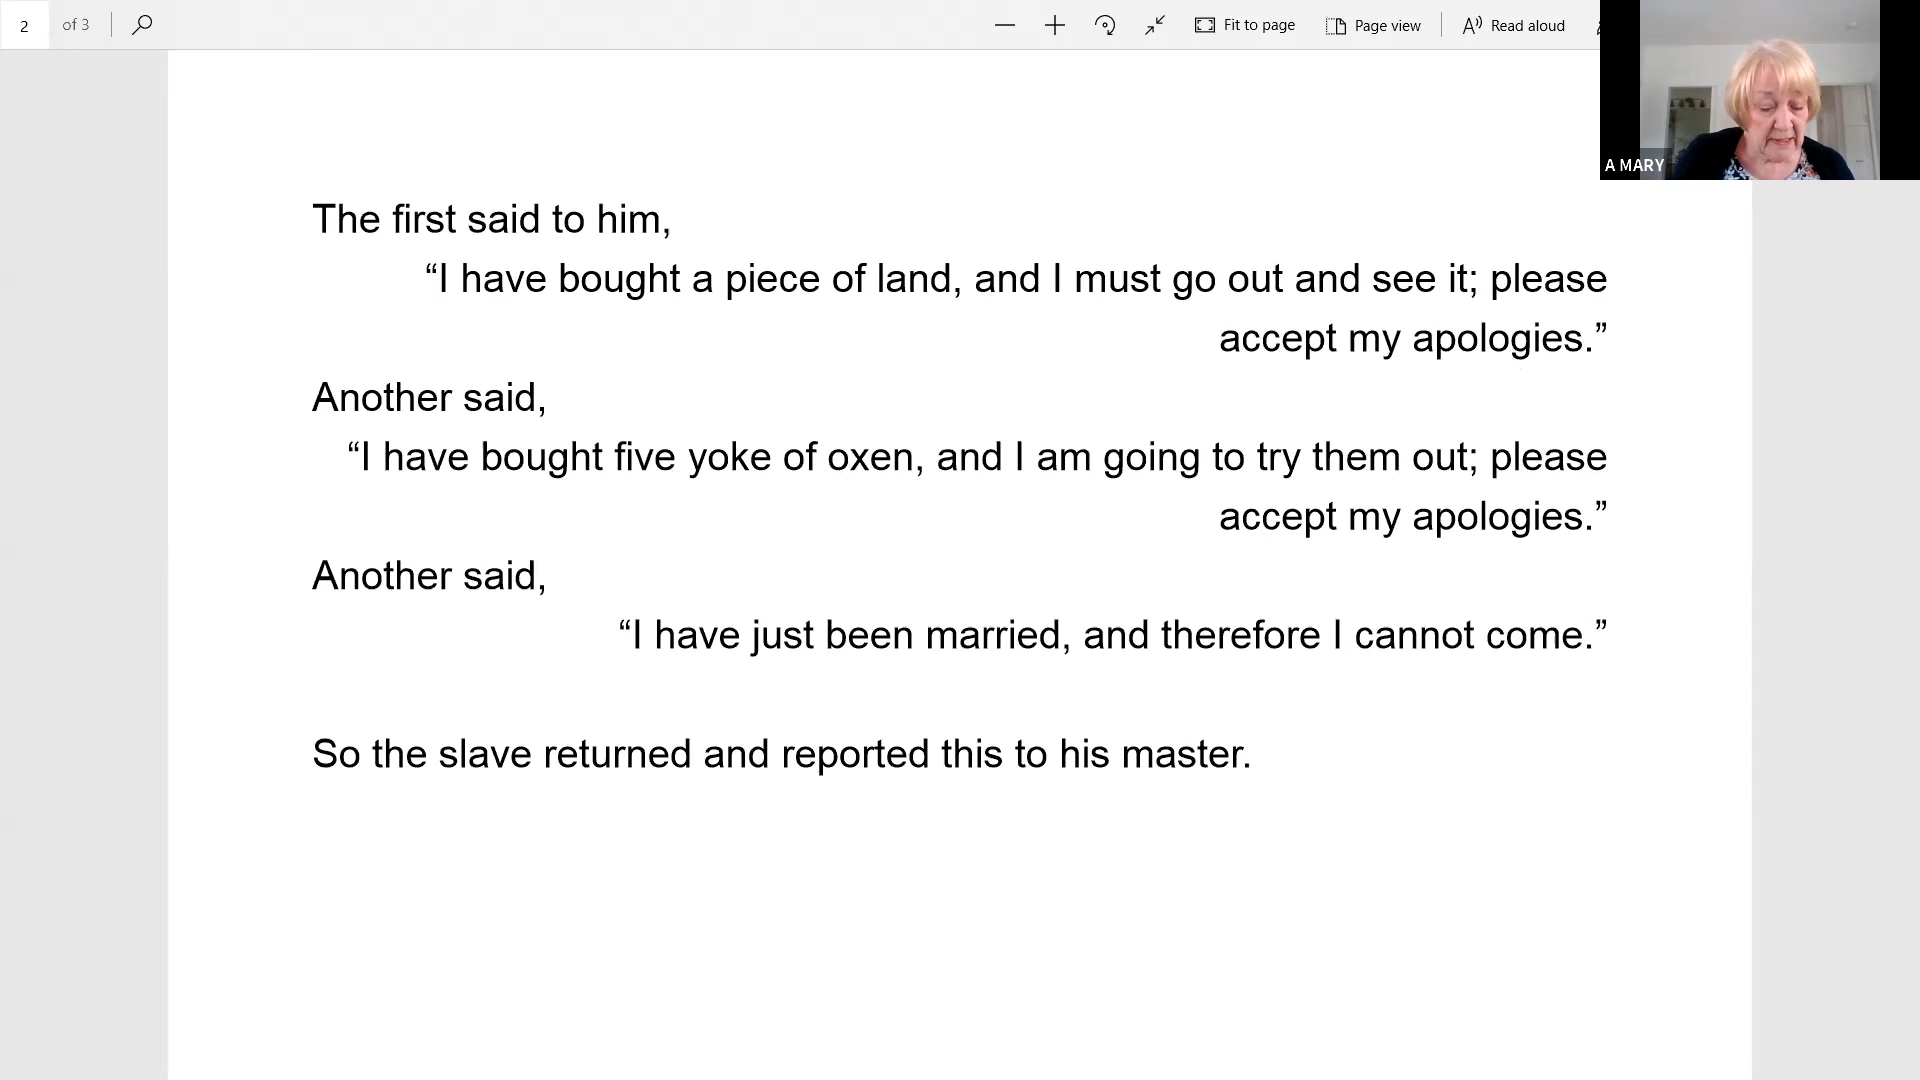 2 of 3 Fit to page Page view Read aloud
A MARY
The first said to him,
“I have bought a piece of land, and I must go out and see it; please
accept my apologies.”
Another said,
“I have bought five yoke of oxen, and I am going to try them out; please
accept my apologies.”
Another said,
“I have just been married, and therefore I cannot come.”
So the slave returned and reported this to his master.